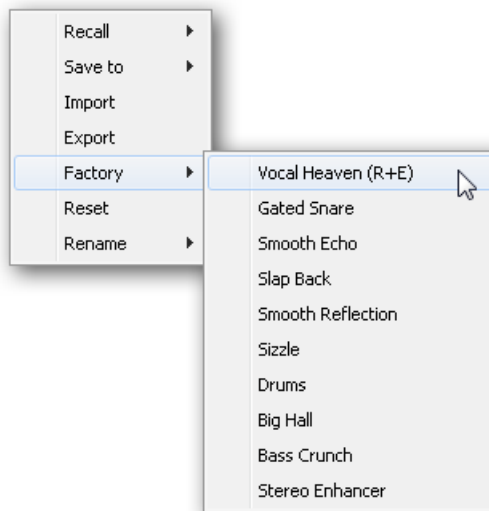 Recall
Save to
Import
Export
Factory
Reset
Rename
Vocal Heaven (R+E)
Gated Snare
Smooth Echo
Slap Back
Smooth Reflection
Sizzle
Drums
Big Hall
Bass Crunch
Stereo Enhancer